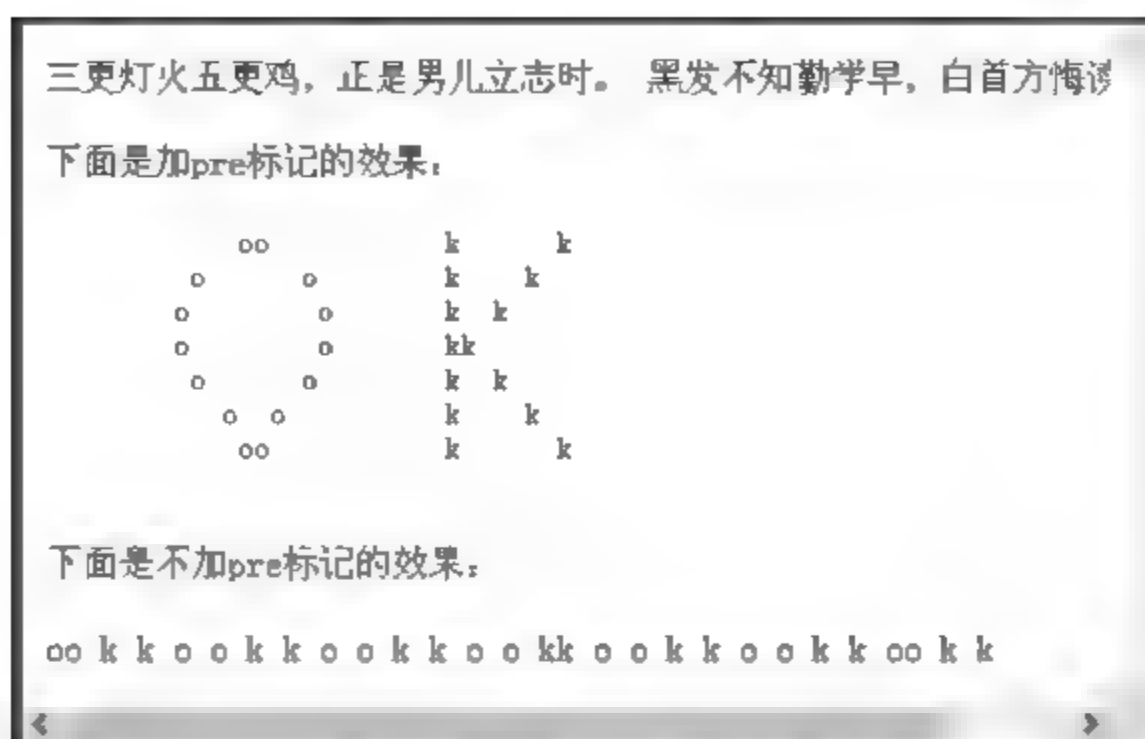 三更灯火五更鸡，正是男儿立志时。 黑发不知勤学早，白首方悔
下面是加pre标记的效果：
oo k k
o o k k
o o k k
o o kk
o o k k
o o k k
oo k k
下面是不加pre标记的效果：
oo k k o o k k o o k k o o kk o o k k o o k k oo k k